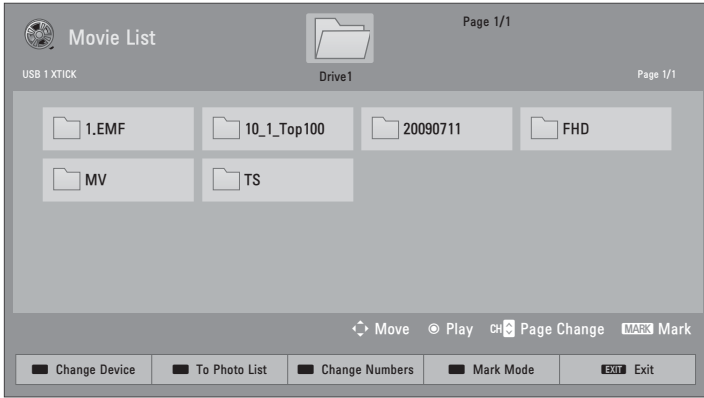 Page 1/1
Movie List
USB 1 XTICK
Drive1
Page 1/1
1.EMF
10_1_Top100
20090711
FHD
MV
TS
Move
Play
CH Page Change
MARK Mark
Change Device
To Photo List
Change Numbers
Mark Mode
EXIT Exit